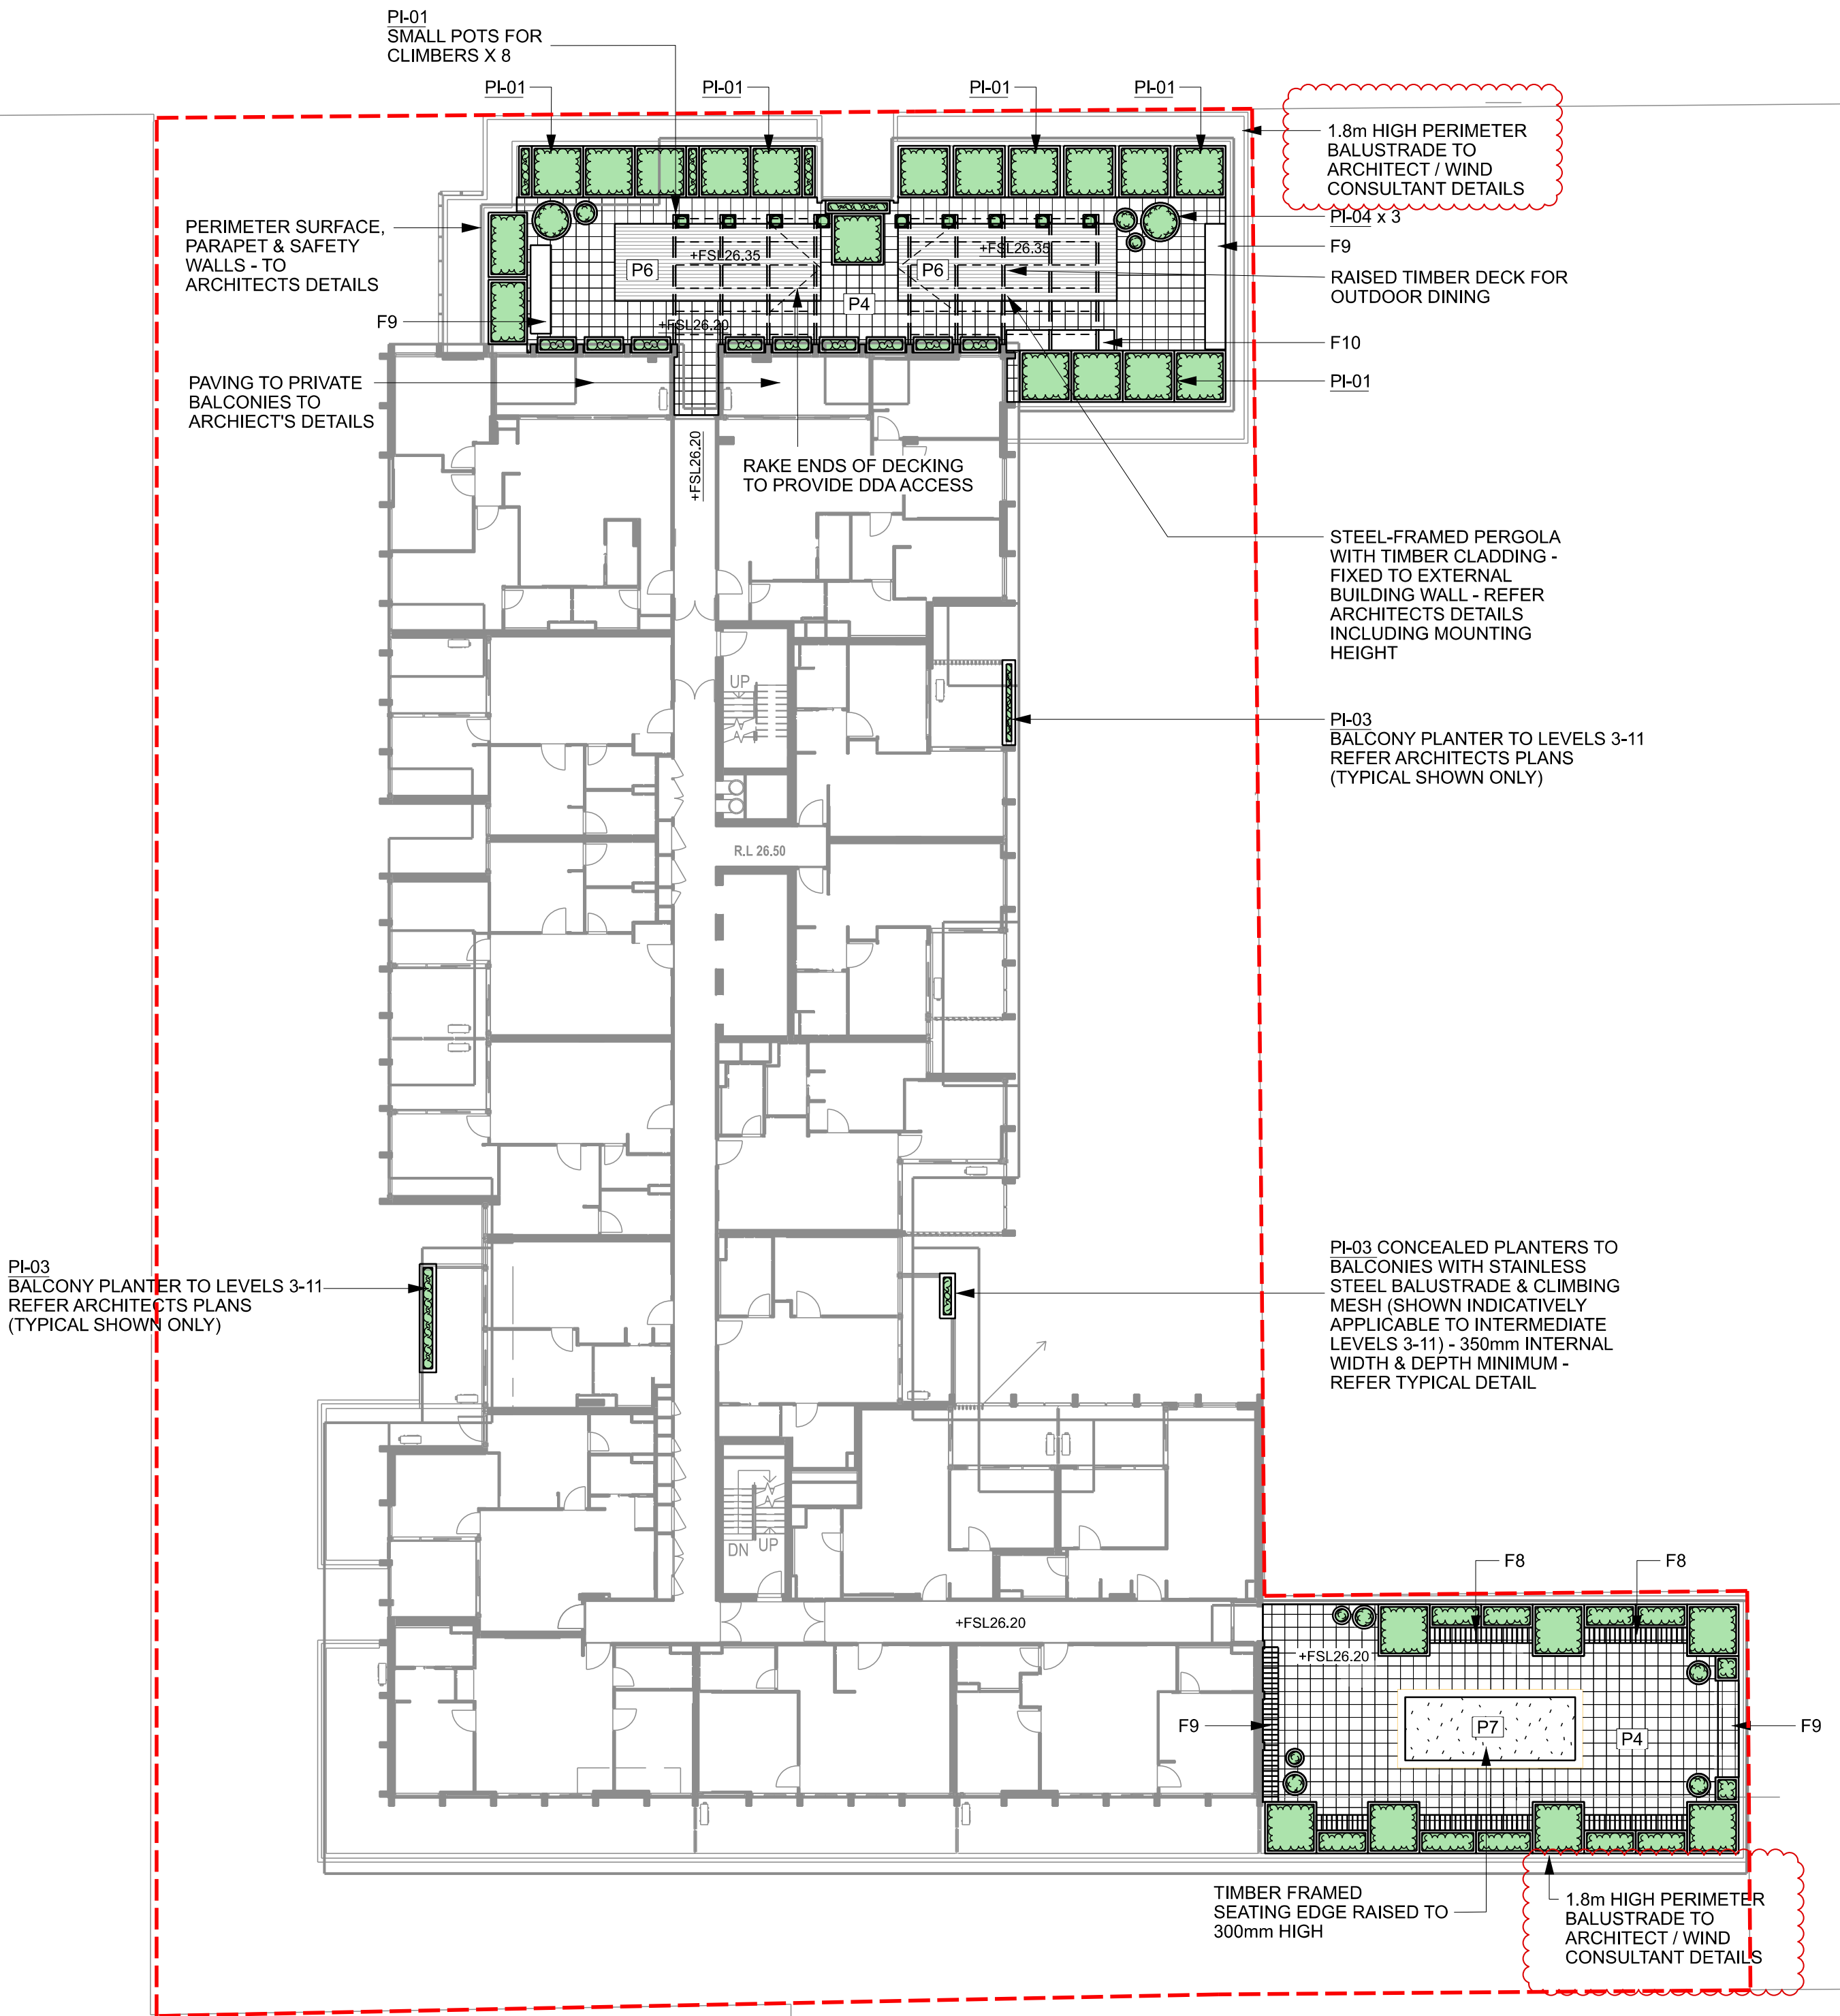 PI-01
SMALL POTS FOR
CLIMBERS X 8
PI-01
PI-01
PI-01
PI-01
1.8m HIGH PERIMETER
BALUSTRADE TO
ARCHITECT / WIND
CONSULTANT DETAILS
PI-04 x 3
F9
RAISED TIMBER DECK FOR
OUTDOOR DINING
F10
PI-01
PERIMETER SURFACE,
PARAPET & SAFETY
WALLS - TO
ARCHITECTS DETAILS
F9
PAVING TO PRIVATE
BALCONIES TO
ARCHIECT'S DETAILS
+FSL26.35
P6
+FSL26.35
P6
P4
+FSL26.20
+FSL26.20
RAKE ENDS OF DECKING
TO PROVIDE DDA ACCESS
STEEL-FRAMED PERGOLA
WITH TIMBER CLADDING -
FIXED TO EXTERNAL
BUILDING WALL - REFER
ARCHITECTS DETAILS
INCLUDING MOUNTING
HEIGHT
UP
PI-03
BALCONY PLANTER TO LEVELS 3-11
REFER ARCHITECTS PLANS
(TYPICAL SHOWN ONLY)
R.L 26.50
PI-03
BALCONY PLANTER TO LEVELS 3-11
REFER ARCHITECTS PLANS
(TYPICAL SHOWN ONLY)
PI-03 CONCEALED PLANTERS TO
BALCONIES WITH STAINLESS
STEEL BALUSTRADE & CLIMBING
MESH (SHOWN INDICATIVELY
APPLICABLE TO INTERMEDIATE
LEVELS 3-11) - 350mm INTERNAL
WIDTH & DEPTH MINIMUM -
REFER TYPICAL DETAIL
DN UP
F8
F8
+FSL26.20
+FSL26.20
F9
P7
P4
F9
TIMBER FRAMED
SEATING EDGE RAISED TO
300mm HIGH
1.8m HIGH PERIMETER
BALUSTRADE TO
ARCHITECT / WIND
CONSULTANT DETAILS